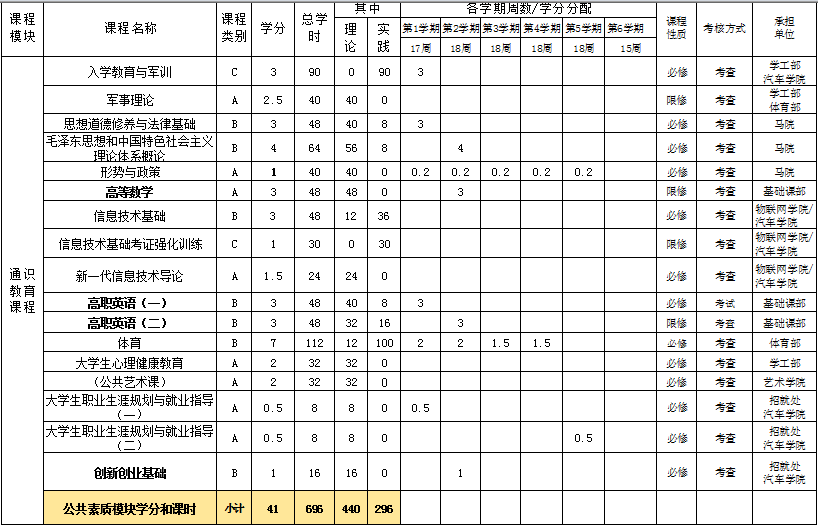 课程模块 课程名称 课程类别 学分 总学时 其中 各学期周数/学分分配 课程性质 考核方式 承担单位
理论 实践 第1学期 第2学期 第3学期 第4学期 第5学期 第6学期
17周 18周 18周 18周 18周 15周
通识教育课程
入学教育与军训 C 3 90 0 90 3 必修 考查 学工部 汽车学院
军事理论 A 2.5 40 40 0 限修 考查 学工部 体育部
思想道德修养与法律基础 B 3 48 40 8 3 必修 考查 马院
毛泽东思想和中国特色社会主义理论体系概论 B 4 64 56 8 4 必修 考查 马院
形势与政策 A 1 40 40 0 0.2 0.2 0.2 0.2 0.2 必修 考查 马院
高等数学 A 3 48 48 0 3 限修 考查 基础课部
信息技术基础 B 3 48 12 36 必修 考查 物联网学院/汽车学院
信息技术基础考证强化训练 C 1 30 0 30 限修 考查 物联网学院/汽车学院
新一代信息技术导论 A 1.5 24 24 0 必修 考查 物联网学院/汽车学院
高职英语（一） B 3 48 40 8 3 必修 考试 基础课部
高职英语（二） B 3 48 32 16 3 限修 考查 基础课部
体育 B 7 112 12 100 2 2 1.5 1.5 必修 考查 体育部
大学生心理健康教育 A 2 32 32 0 必修 考查 学工部
（公共艺术课） A 2 32 32 0 必修 考查 艺术学院
大学生职业生涯规划与就业指导（一） A 0.5 8 8 0 0.5 必修 考查 招就处 汽车学院
大学生职业生涯规划与就业指导（二） A 0.5 8 8 0 0.5 必修 考查 招就处 汽车学院
创新创业基础 B 1 16 16 0 1 必修 考查 招就处 汽车学院
公共素质模块学分和课时 小计 41 696 440 296